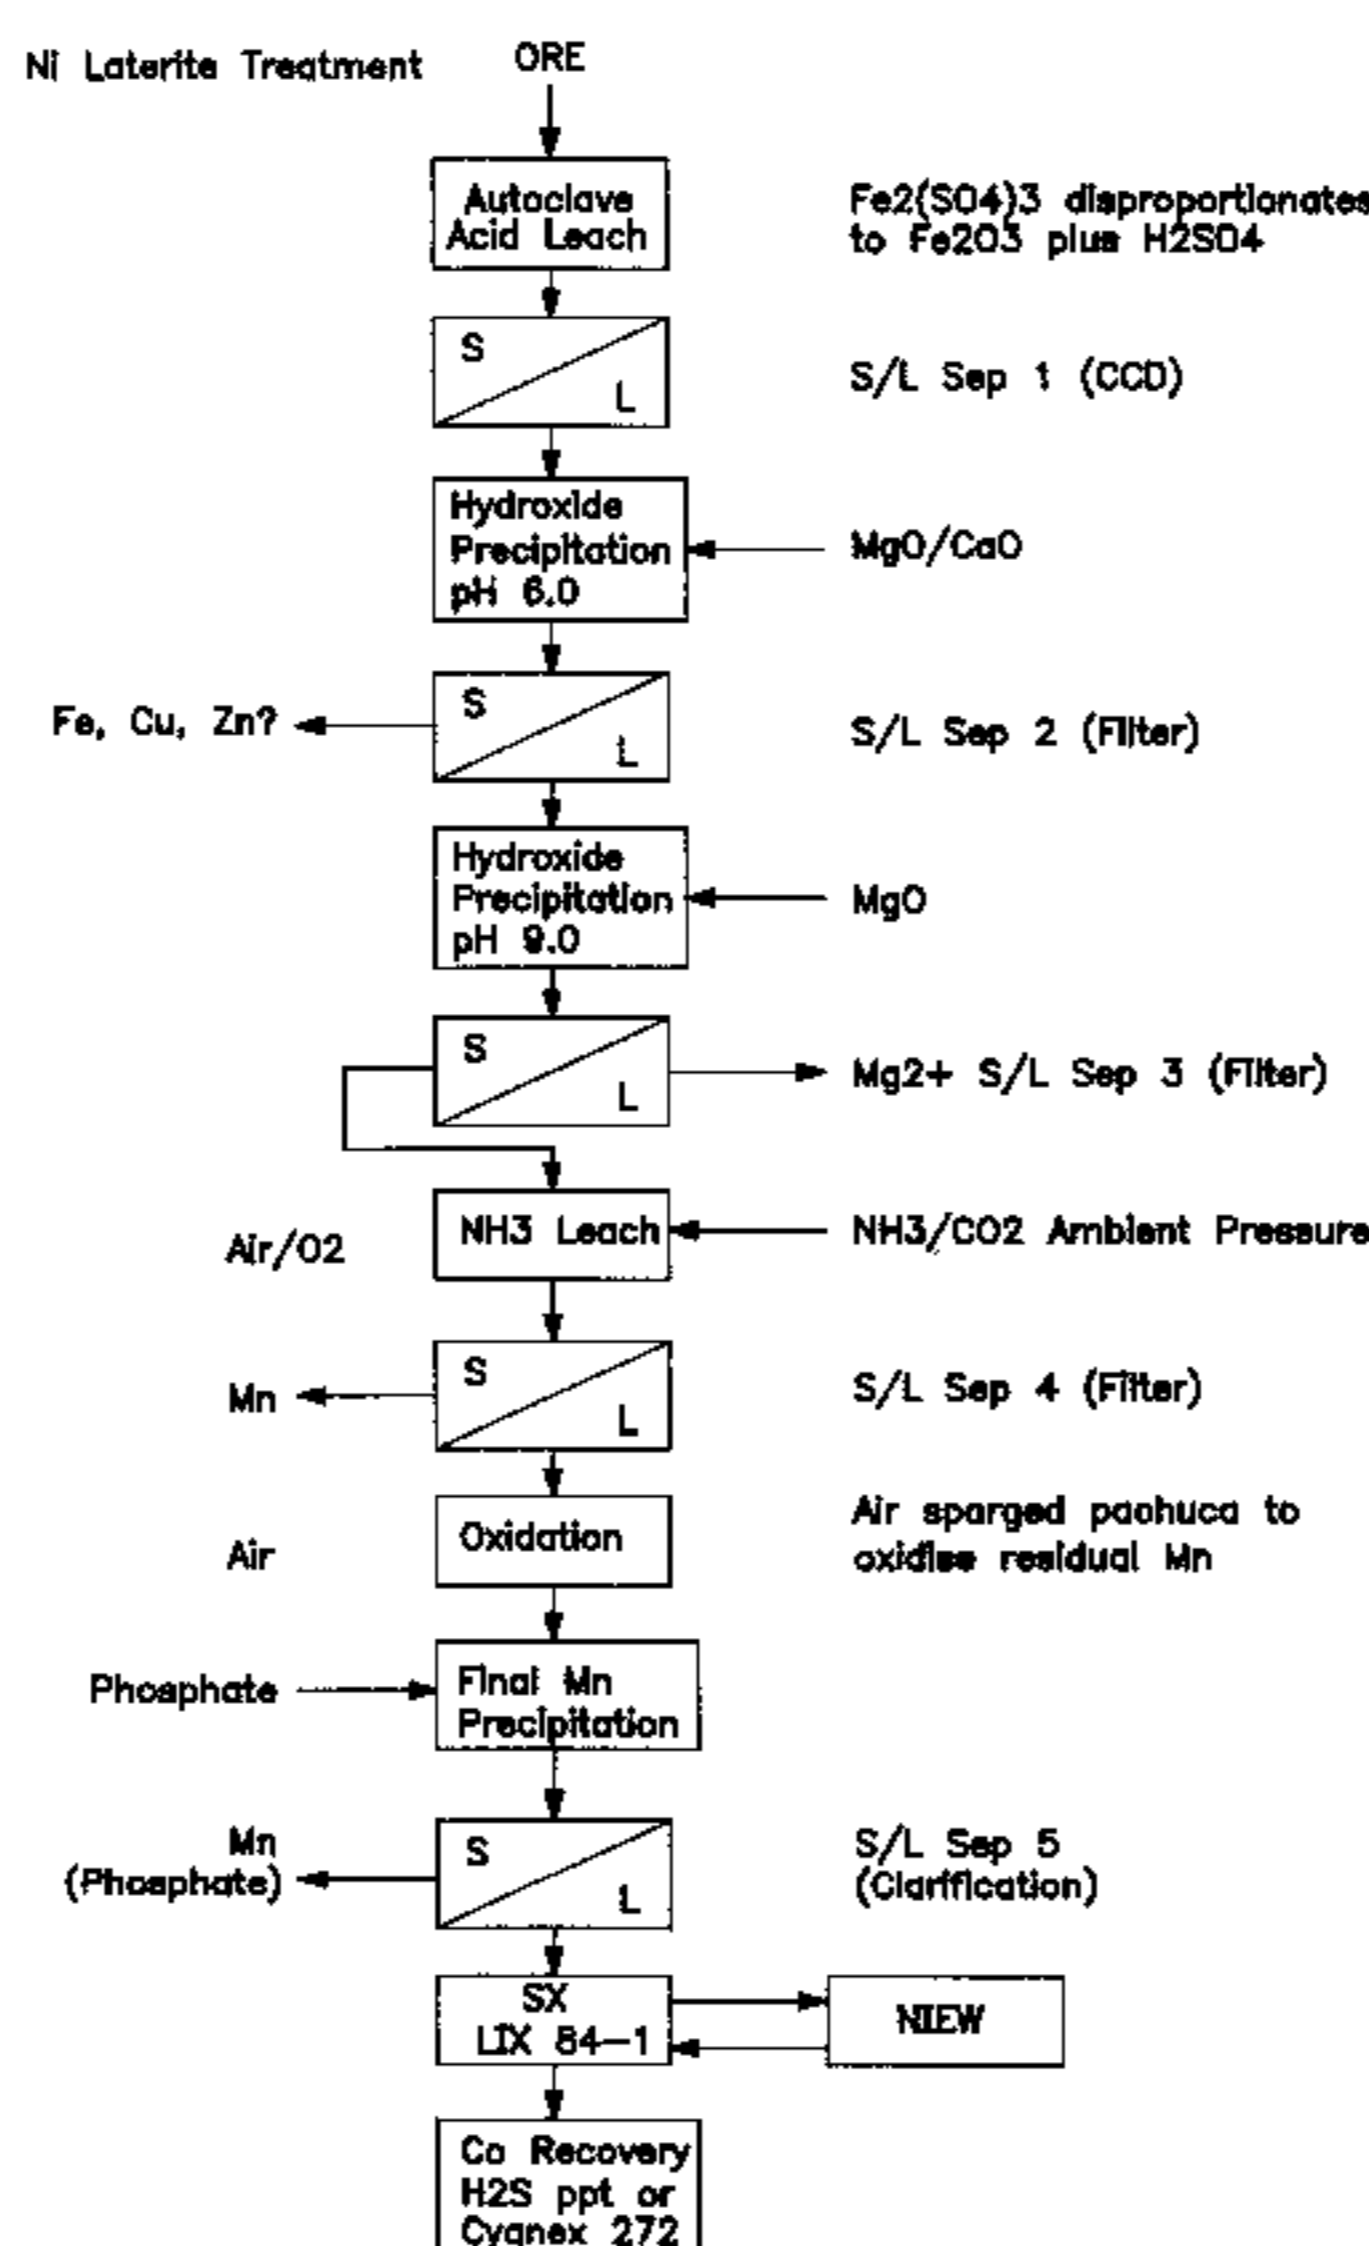 Ni Laterite Treatment
ORE
Autoclave
Acid Leach
Fe2(SO4)3 disproportionates
to Fe2O3 plus H2SO4
S
L
S/L Sep 1 (CCD)
Hydroxide
Precipitation
pH 6.0
MgO/CaO
Fe, Cu, Zn?
S
L
S/L Sep 2 (Filter)
Hydroxide
Precipitation
pH 9.0
MgO
S
L
Mg2+ S/L Sep 3 (Filter)
Air/O2
NH3 Leach
NH3/CO2 Ambient Pressure
Mn
S
L
S/L Sep 4 (Filter)
Air
Oxidation
Air sparged pachuca to
oxidise residual Mn
Phosphate
Final Mn
Precipitation
Mn
(Phosphate)
S
L
S/L Sep 5
(Clarification)
SX
LIX 84-1
NIEW
Co Recovery
H2S ppt or
Cyanex 272